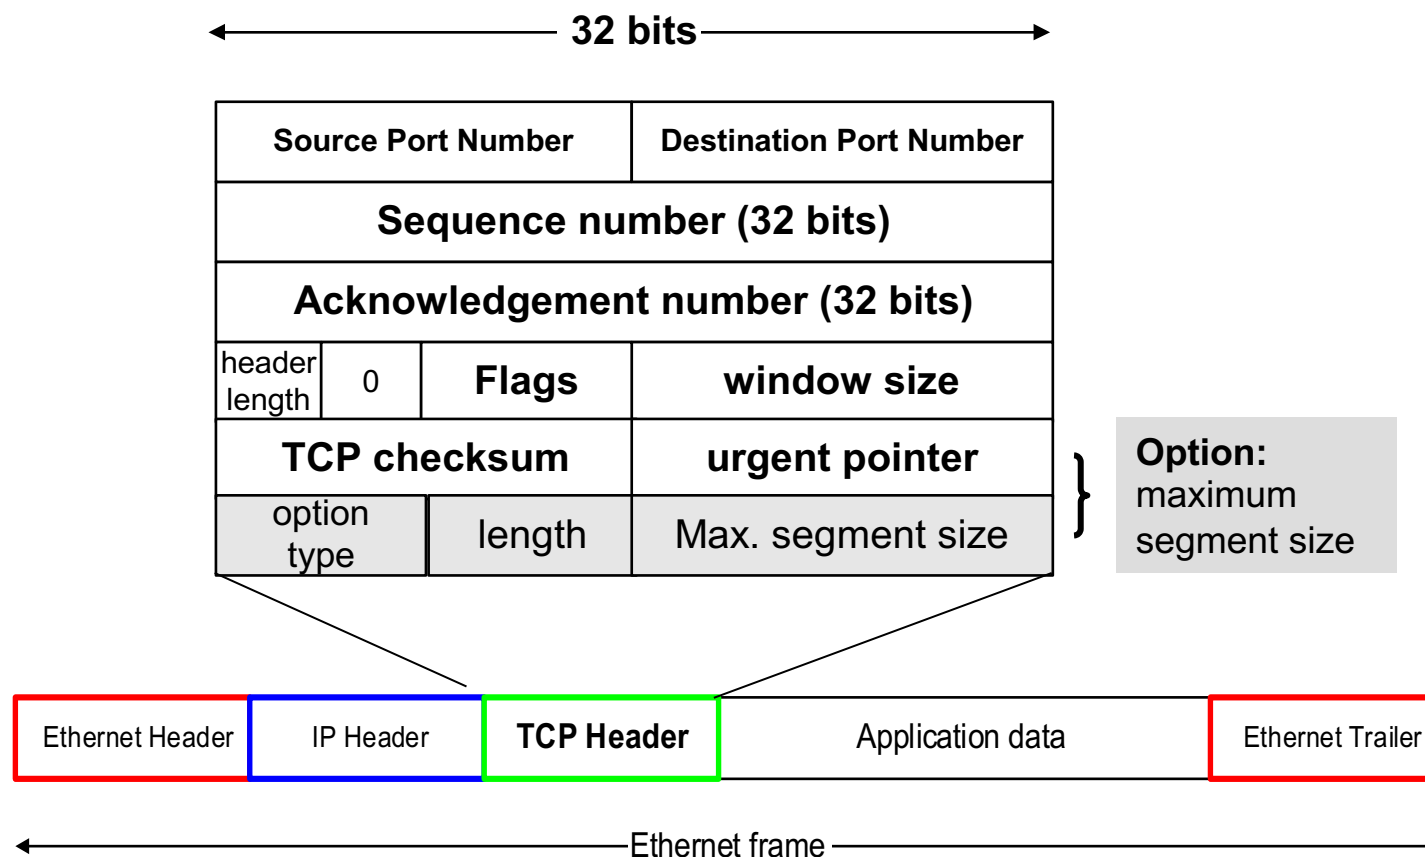 32 bits
Source Port Number
Destination Port Number
Sequence number (32 bits)
Acknowledgement number (32 bits)
header
length
0
Flags
window size
TCP checksum
urgent pointer
option
type
length
Max. segment size
Option:
maximum
segment size
Ethernet Header
IP Header
TCP Header
Application data
Ethernet Trailer
Ethernet frame